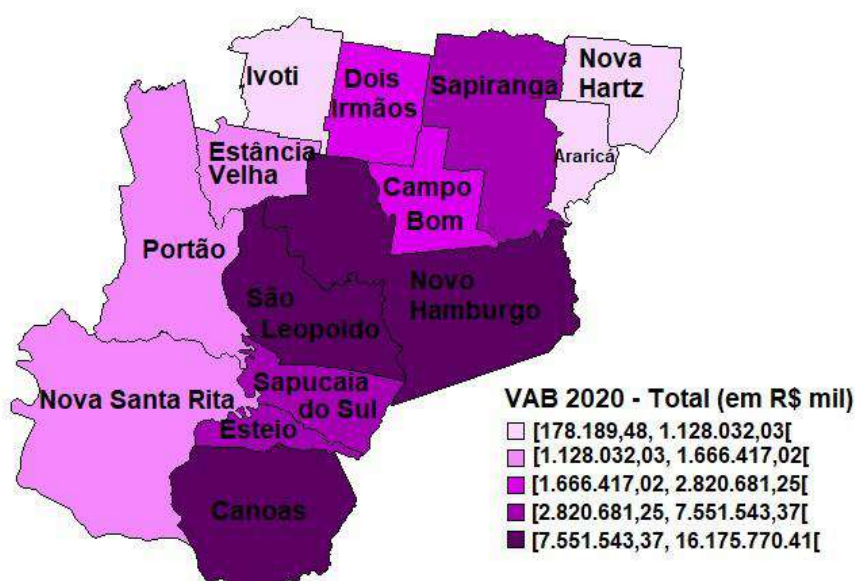 Ivoti
Dois
Irmãos
Sapiranga
Nova
Hartz
Araricá
Estância
Velha
Campo
Bom
Portão
Novo
Hamburgo
São
Leopoldo
Nova Santa Rita
Sapucaia
do Sul
Esteio
Canoas
VAB 2020 - Total (em R$ mil)
[178.189,48, 1.128.032,03[
[1.128.032,03, 1.666.417,02[
[1.666.417,02, 2.820.681,25[
[2.820.681,25, 7.551.543,37[
[7.551.543,37, 16.175.770.41[